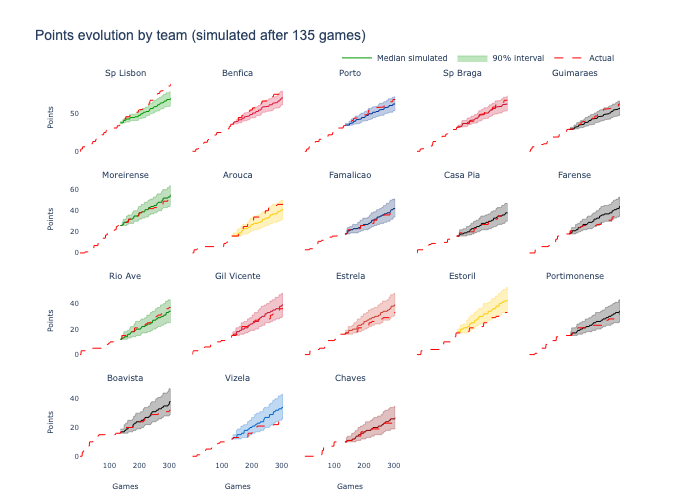 Points evolution by team (simulated after 135 games)
Median simulated 90% interval Actual
Sp Lisbon Benfica Porto Sp Braga Guimaraes
Points
50
0
Moreirense Arouca Famalicao Casa Pia Farense
Points
60
40
20
0
Rio Ave Gil Vicente Estrela Estoril Portimonense
Points
40
20
0
Boavista Vizela Chaves
Points
40
20
0
100 200 300 100 200 300 100 200 300
Games Games Games